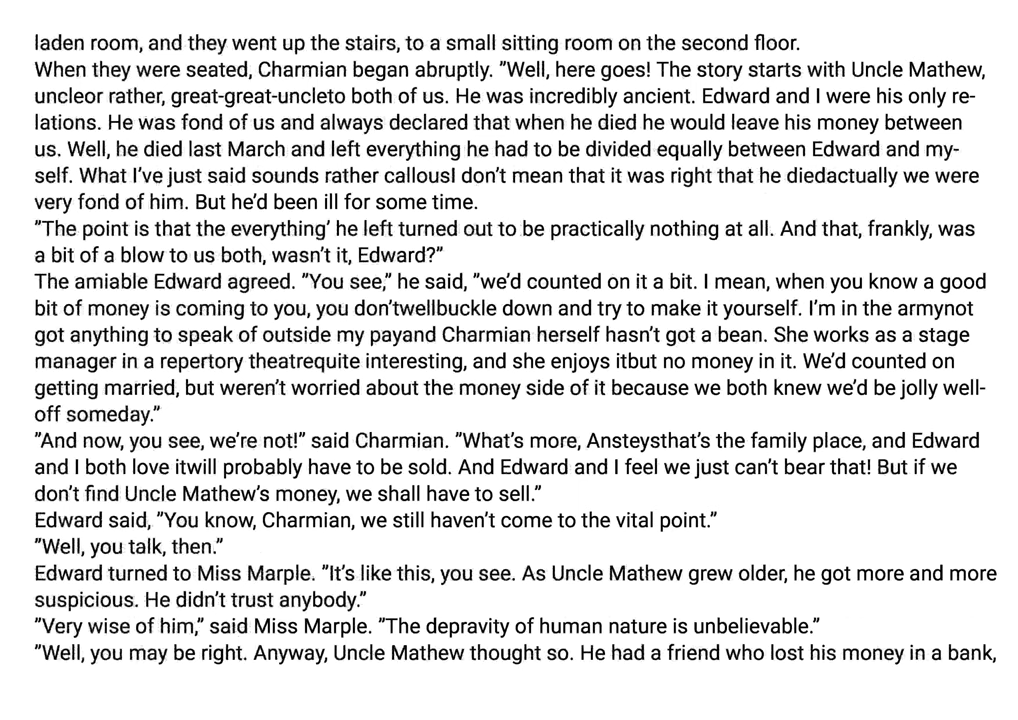 laden room, and they went up the stairs, to a small sitting room on the second floor.
When they were seated, Charmian began abruptly. "Well, here goes! The story starts with Uncle Mathew,
uncleor rather, great-great-uncleto both of us. He was incredibly ancient. Edward and I were his only re-
lations. He was fond of us and always declared that when he died he would leave his money between
us. Well, he died last March and left everything he had to be divided equally between Edward and my-
self. What I've just said sounds rather callousI don't mean that it was right that he diedactually we were
very fond of him. But he'd been ill for some time.
"The point is that the everything' he left turned out to be practically nothing at all. And that, frankly, was
a bit of a blow to us both, wasn't it, Edward?"
The amiable Edward agreed. "You see," he said, "we'd counted on it a bit. I mean, when you know a good
bit of money is coming to you, you don'twellbuckle down and try to make it yourself. I'm in the armynot
got anything to speak of outside my payand Charmian herself hasn't got a bean. She works as a stage
manager in a repertory theatrequite interesting, and she enjoys itbut no money in it. We'd counted on
getting married, but weren't worried about the money side of it because we both knew we'd be jolly well-
off someday."
"And now, you see, we're not!" said Charmian. "What's more, Ansteysthat's the family place, and Edward
and I both love itwill probably have to be sold. And Edward and I feel we just can't bear that! But if we
don't find Uncle Mathew's money, we shall have to sell."
Edward said, "You know, Charmian, we still haven't come to the vital point."
"Well, you talk, then."
Edward turned to Miss Marple. "It's like this, you see. As Uncle Mathew grew older, he got more and more
suspicious. He didn't trust anybody."
"Very wise of him," said Miss Marple. "The depravity of human nature is unbelievable."
"Well, you may be right. Anyway, Uncle Mathew thought so. He had a friend who lost his money in a bank,